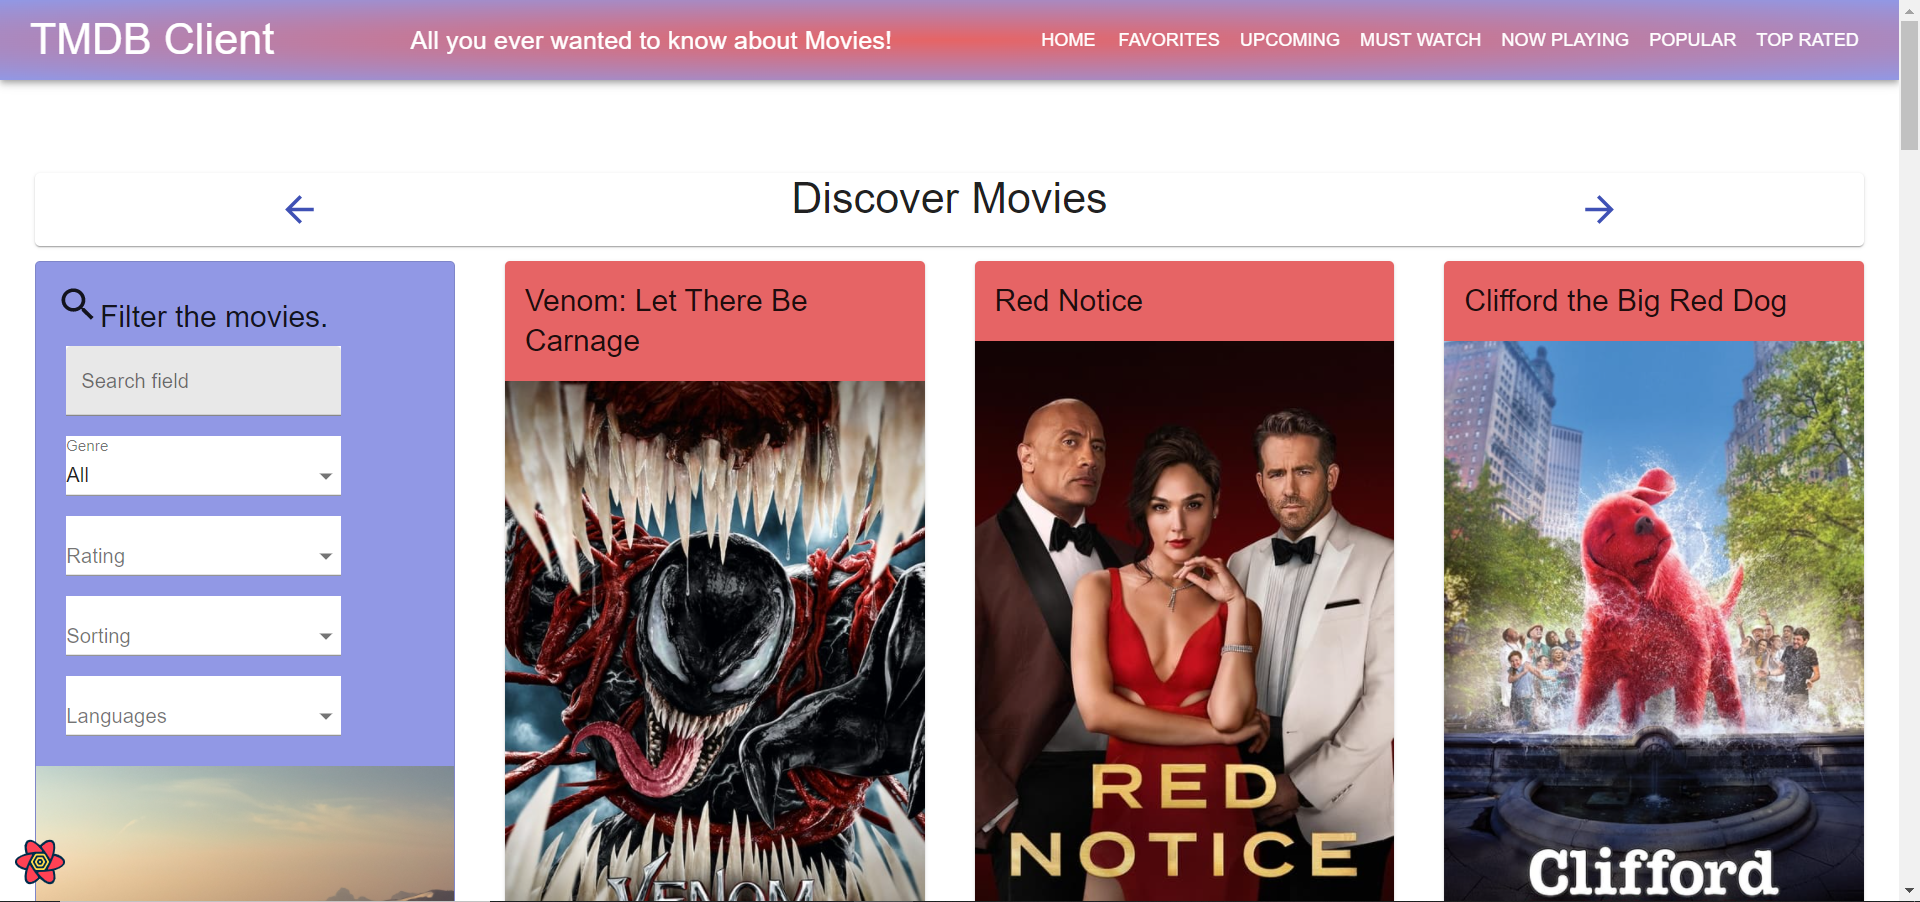 TMDB Client
All you ever wanted to know about Movies!
HOME FAVORITES UPCOMING MUST WATCH NOW PLAYING POPULAR TOP RATED
Discover Movies
Filter the movies.
Search field
Genre
All
Rating
Sorting
Languages
Venom: Let There Be
Carnage
VENOM
Red Notice
RED
NOTICE
Clifford the Big Red Dog
Clifford